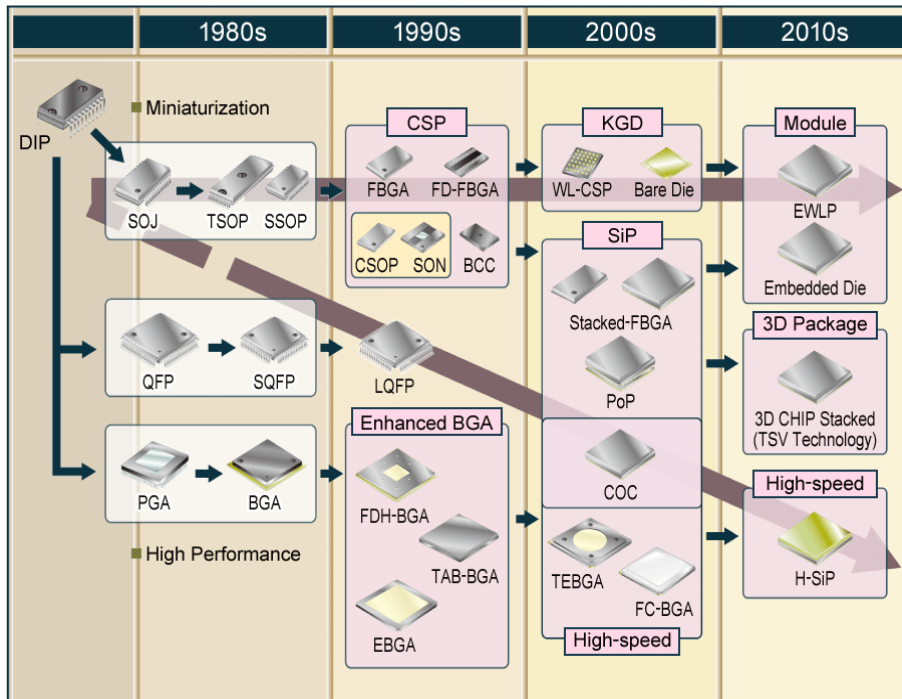 1980s
1990s
2000s
2010s
DIP
Miniaturization
SOJ
TSOP
SSOP
CSP
FBGA
FD-FBGA
CSOP
SON
BCC
KGD
WL-CSP
Bare Die
Module
EWLP
Embedded Die
SiP
Stacked-FBGA
PoP
COC
3D Package
3D CHIP Stacked
(TSV Technology)
QFP
SQFP
LQFP
PGA
BGA
Enhanced BGA
FDH-BGA
TAB-BGA
EBGA
TEBGA
FC-BGA
High-speed
High-speed
H-SiP
High Performance